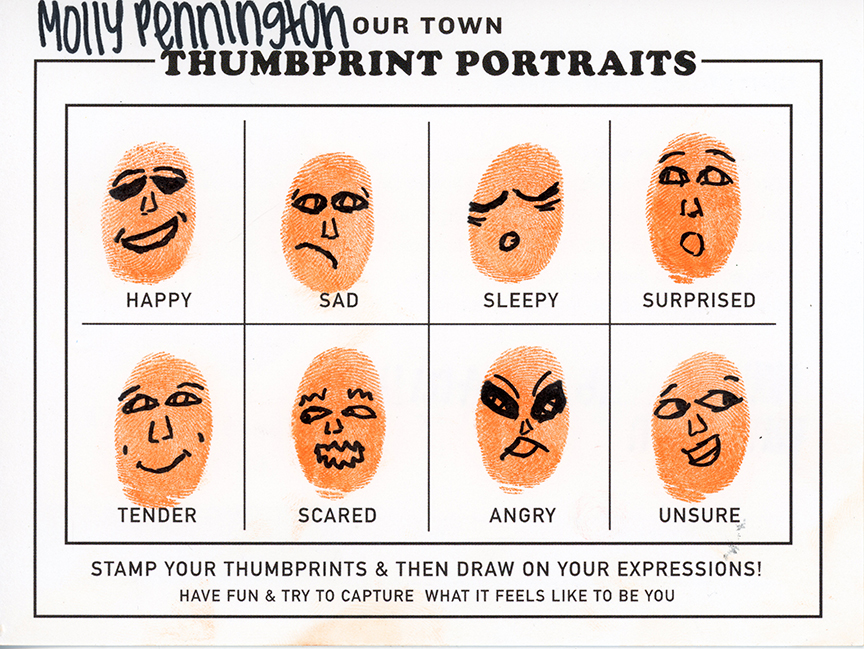 Molly Pennington
OUR TOWN
THUMBPRINT PORTRAITS
HAPPY SAD SLEEPY SURPRISED
TENDER SCARED ANGRY UNSURE
STAMP YOUR THUMBPRINTS & THEN DRAW ON YOUR EXPRESSIONS!
HAVE FUN & TRY TO CAPTURE WHAT IT FEELS LIKE TO BE YOU